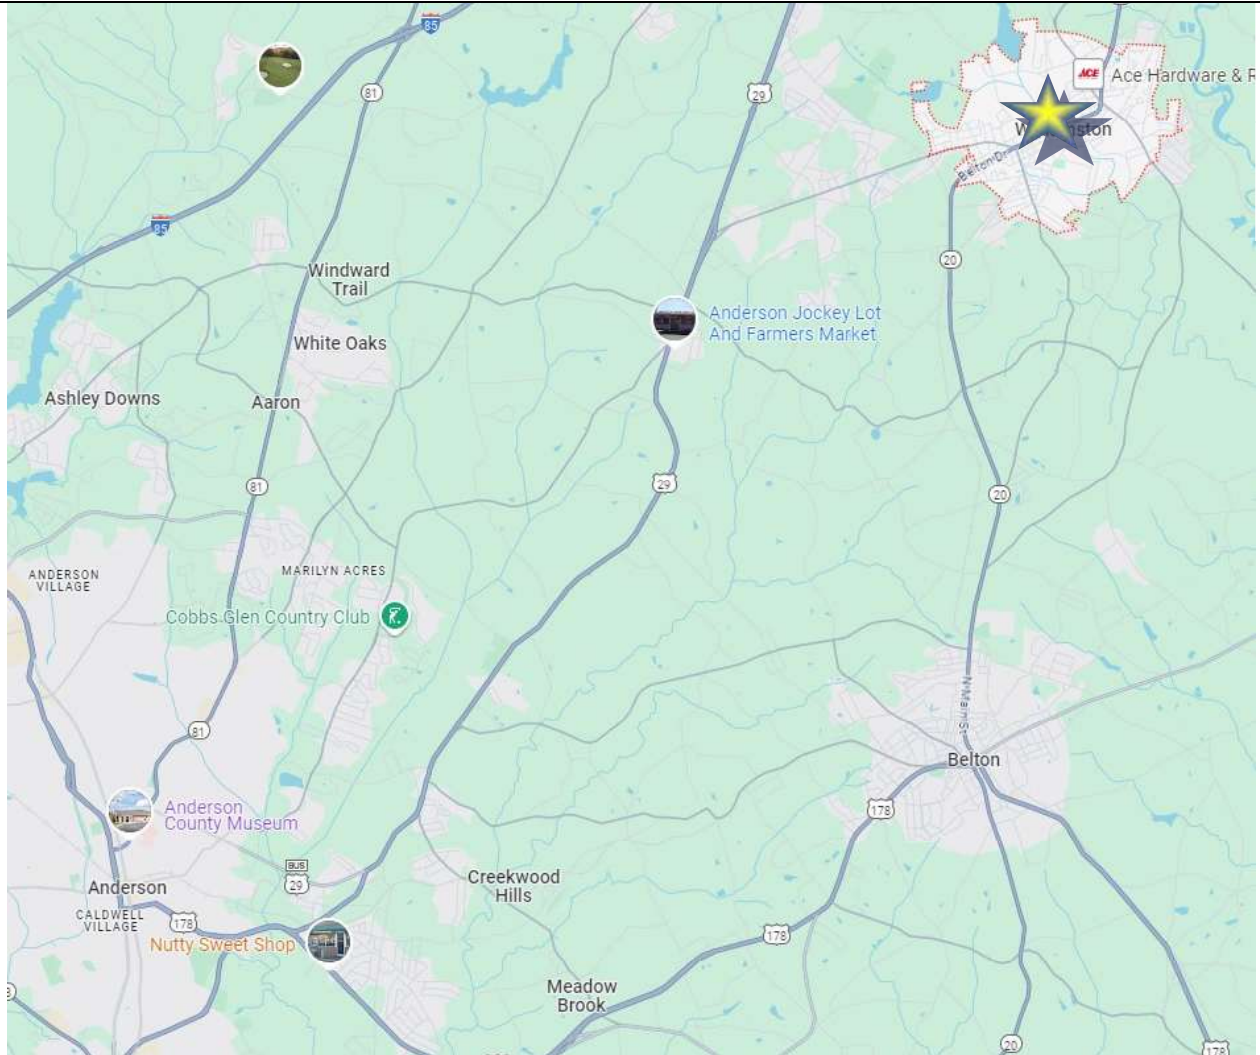 85
81
29
ACE
Ace Hardware &
Belton Dr
85
20
Windward
Trail
Anderson Jockey Lot
And Farmers Market
White Oaks
Ashley Downs
Aaron
81
29
20
ANDERSON
VILLAGE
MARILYN ACRES
Cobbs Glen Country Club
N Main St
81
Belton
Anderson
County Museum
178
BUS
29
Creekwood
Hills
Anderson
CALDWELL
VILLAGE
178
178
Nutty Sweet Shop
Meadow
Brook
20
178